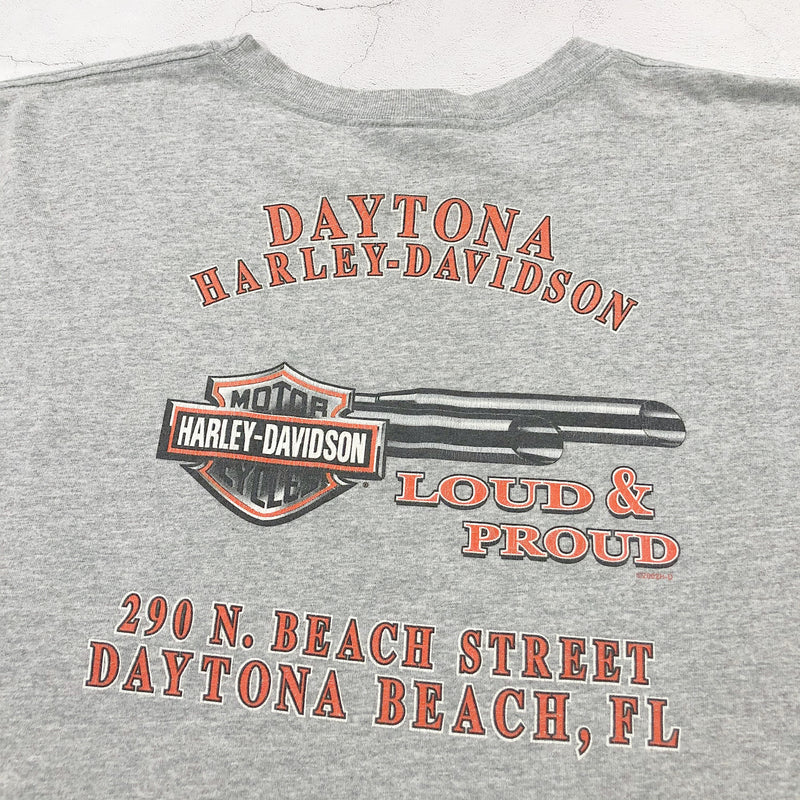 DAYTONA
HARLEY-DAVIDSON
MOTOR
HARLEY-DAVIDSON
CYCLES
®
LOUD &
PROUD
290 N. BEACH STREET
DAYTONA BEACH, FL